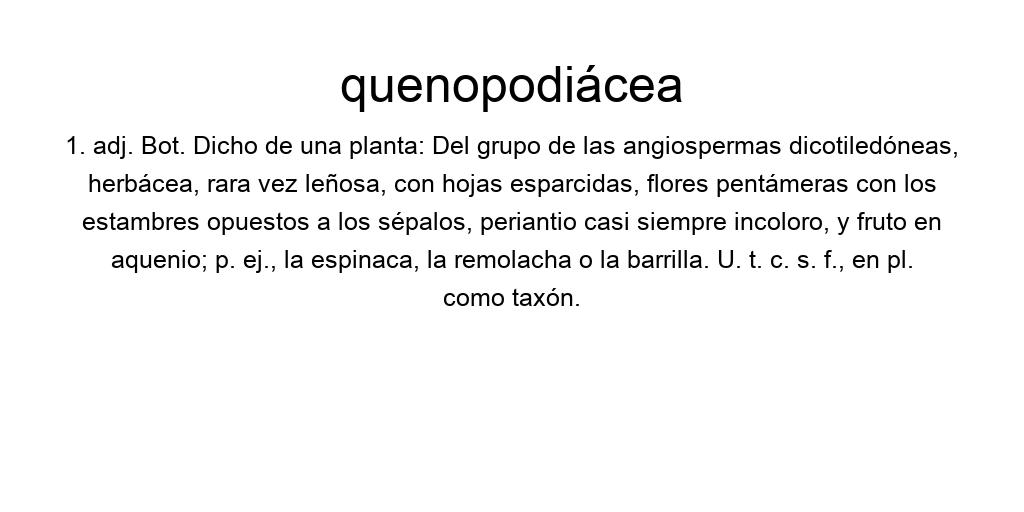 quenopodiácea
1. adj. Bot. Dicho de una planta: Del grupo de las angiospermas dicotiledóneas,
herbácea, rara vez leñosa, con hojas esparcidas, flores pentámeras con los
estambres opuestos a los sépalos, periantio casi siempre incoloro, y fruto en
aquenio; p. ej., la espinaca, la remolacha o la barrilla. U. t. c. s. f., en pl.
como taxón.